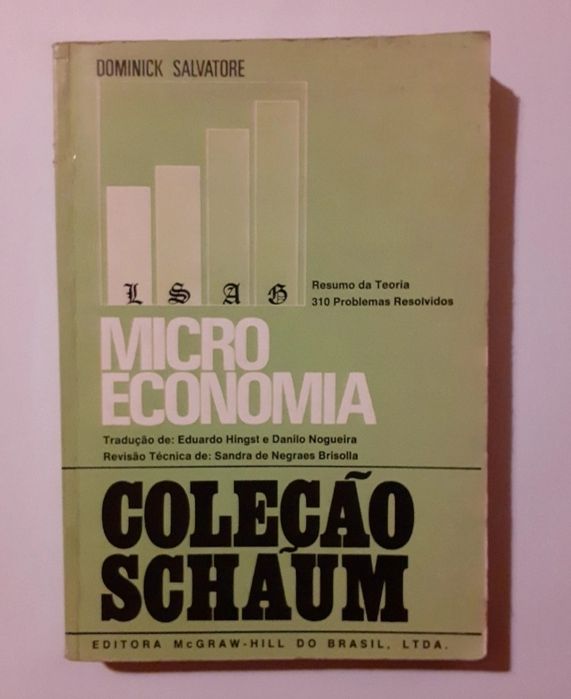 DOMINICK SALVATORE
L S A G
Resumo da Teoria
310 Problemas Resolvidos
MICRO
ECONOMIA
Tradução de: Eduardo Hingst e Danilo Nogueira
Revisão Técnica de: Sandra de Negraes Brisolla
COLEÇÃO
SCHAUM
EDITORA McGRAW-HILL DO BRASIL, LTDA.